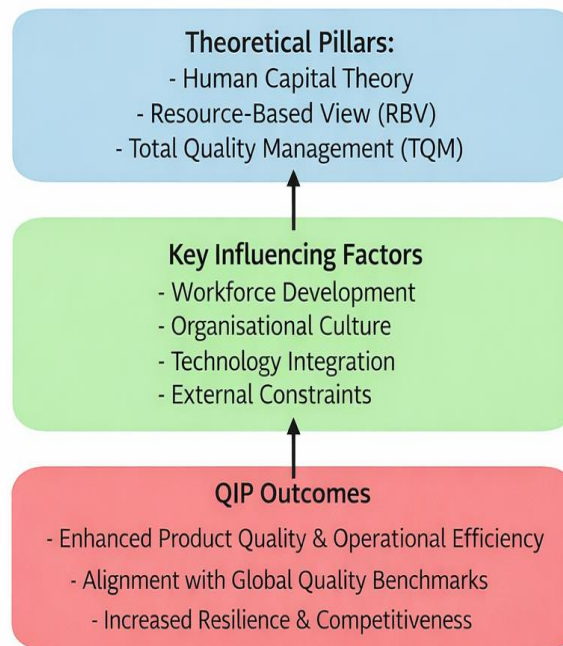 Theoretical Pillars:
- Human Capital Theory
- Resource-Based View (RBV)
- Total Quality Management (TQM)
Key Influencing Factors
- Workforce Development
- Organisational Culture
- Technology Integration
- External Constraints
QIP Outcomes
- Enhanced Product Quality & Operational Efficiency
- Alignment with Global Quality Benchmarks
- Increased Resilience & Competitiveness